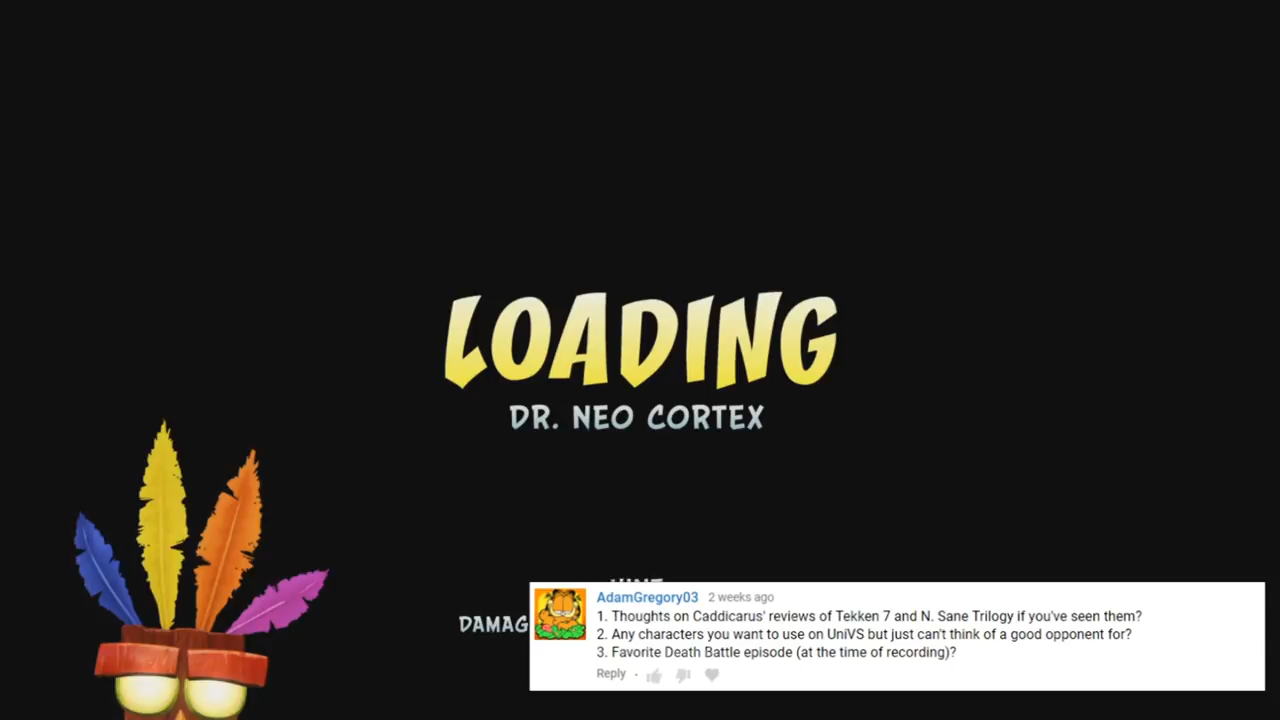 LOADING
DR. NEO CORTEX
AdamGregory03 2 weeks ago
1. Thoughts on Caddicarus' reviews of Tekken 7 and N. Sane Trilogy if you've seen them?
2. Any characters you want to use on UniVS but just can't think of a good opponent for?
3. Favorite Death Battle episode (at the time of recording)?
Reply ·